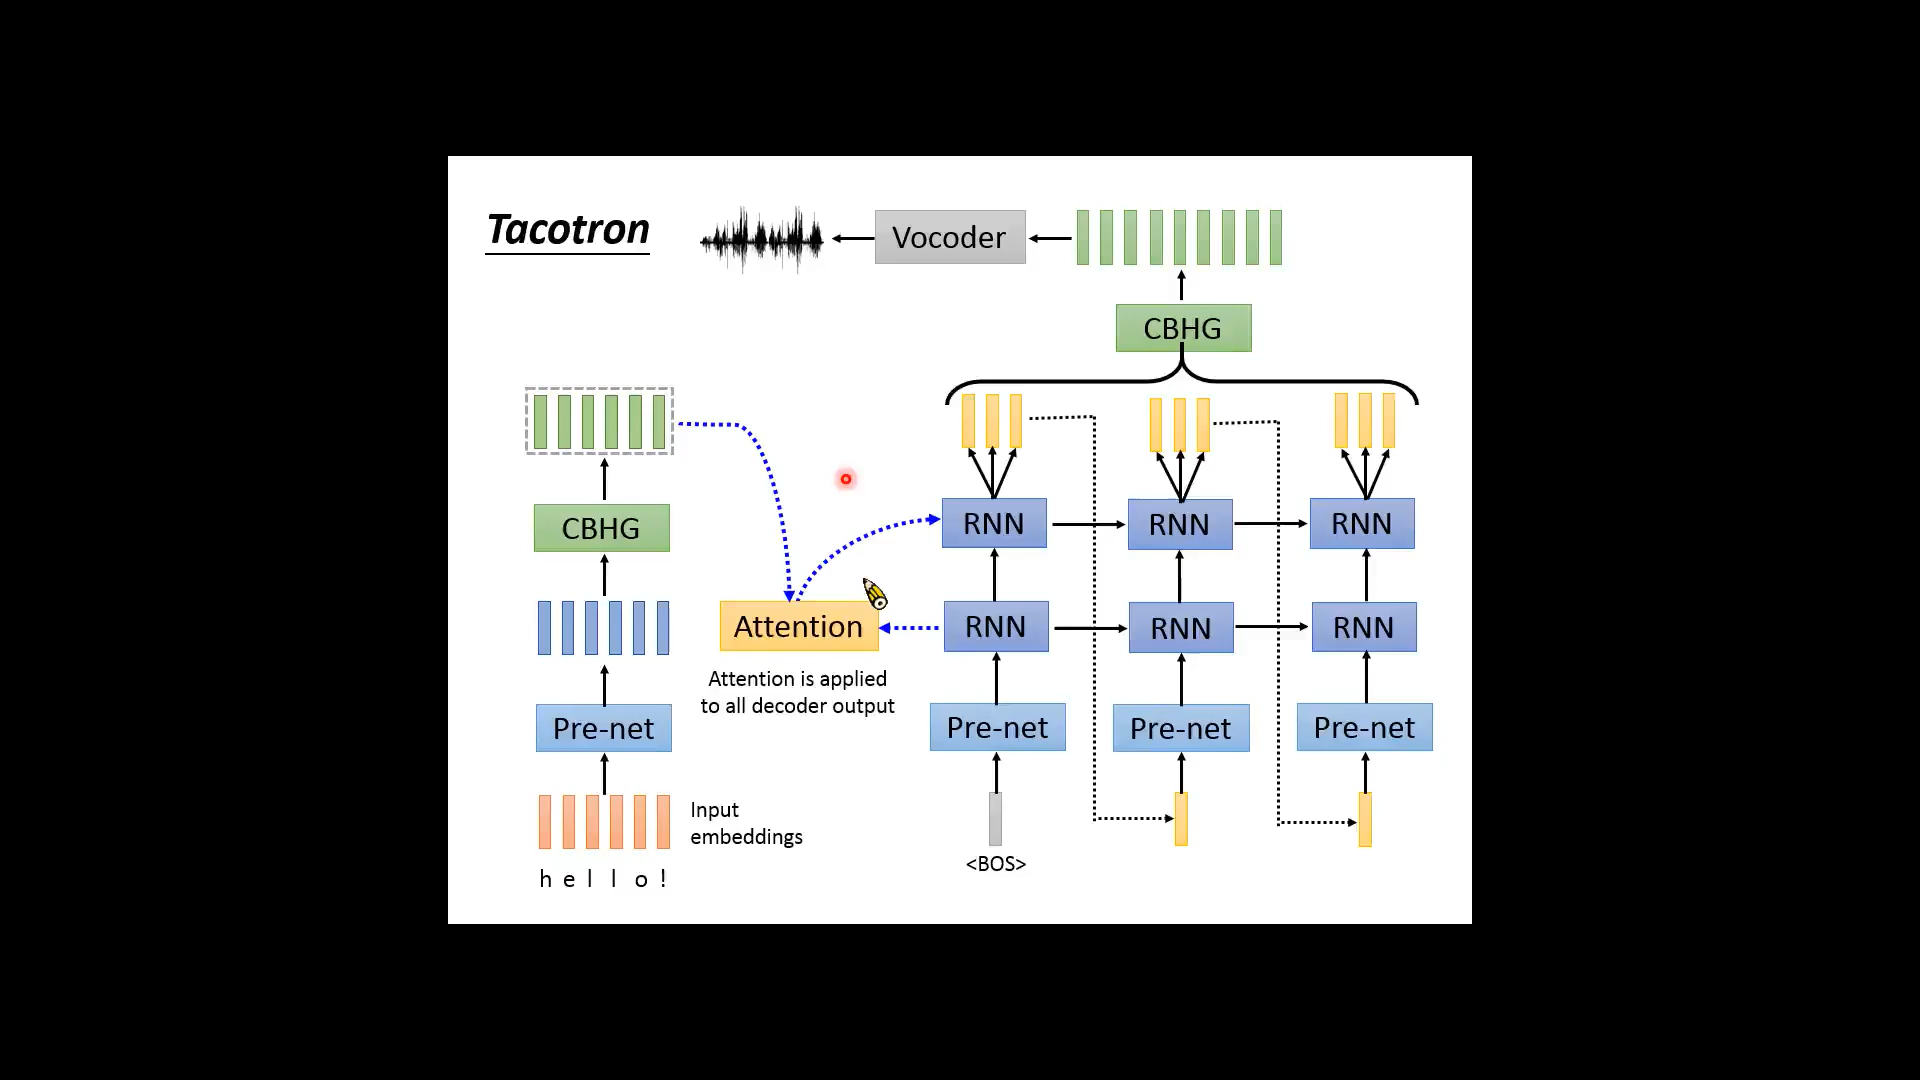 Tacotron
Vocoder
CBHG
CBHG
RNN
RNN
RNN
Attention
RNN
RNN
RNN
Attention is applied
to all decoder output
Pre-net
Pre-net
Pre-net
Pre-net
Input
embeddings
<BOS>
h e l l o !